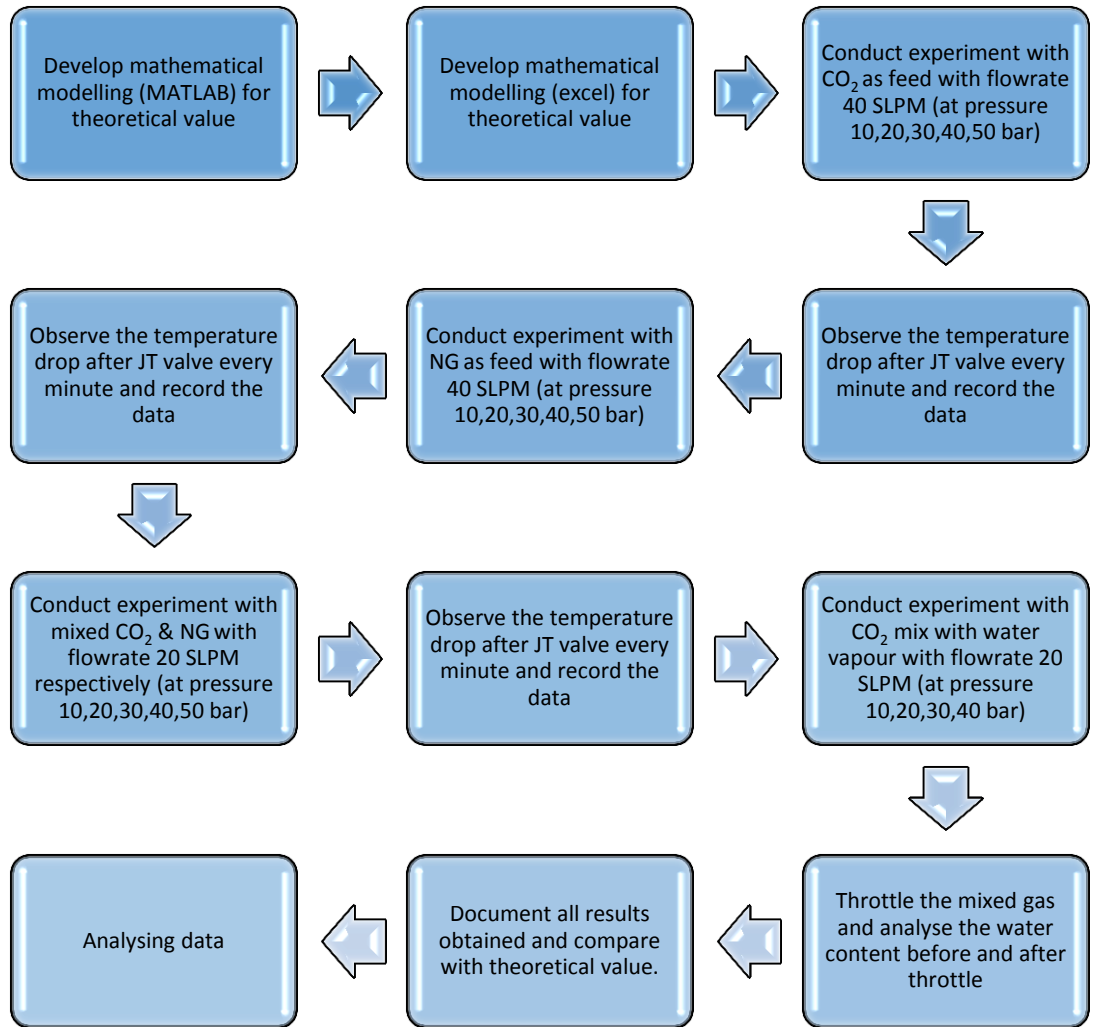 Develop mathematical
modelling (MATLAB) for
theoretical value
Develop mathematical
modelling (excel) for
theoretical value
Conduct experiment with
CO₂ as feed with flowrate
40 SLPM (at pressure
10,20,30,40,50 bar)
Observe the temperature
drop after JT valve every
minute and record the
data
Conduct experiment with
NG as feed with flowrate
40 SLPM (at pressure
10,20,30,40,50 bar)
Observe the temperature
drop after JT valve every
minute and record the
data
Conduct experiment with
mixed CO₂ & NG with
flowrate 20 SLPM
respectively (at pressure
10,20,30,40,50 bar)
Observe the temperature
drop after JT valve every
minute and record the
data
Conduct experiment with
CO₂ mix with water
vapour with flowrate 20
SLPM (at pressure
10,20,30,40 bar)
Throttle the mixed gas
and analyse the water
content before and after
throttle
Document all results
obtained and compare
with theoretical value.
Analysing data